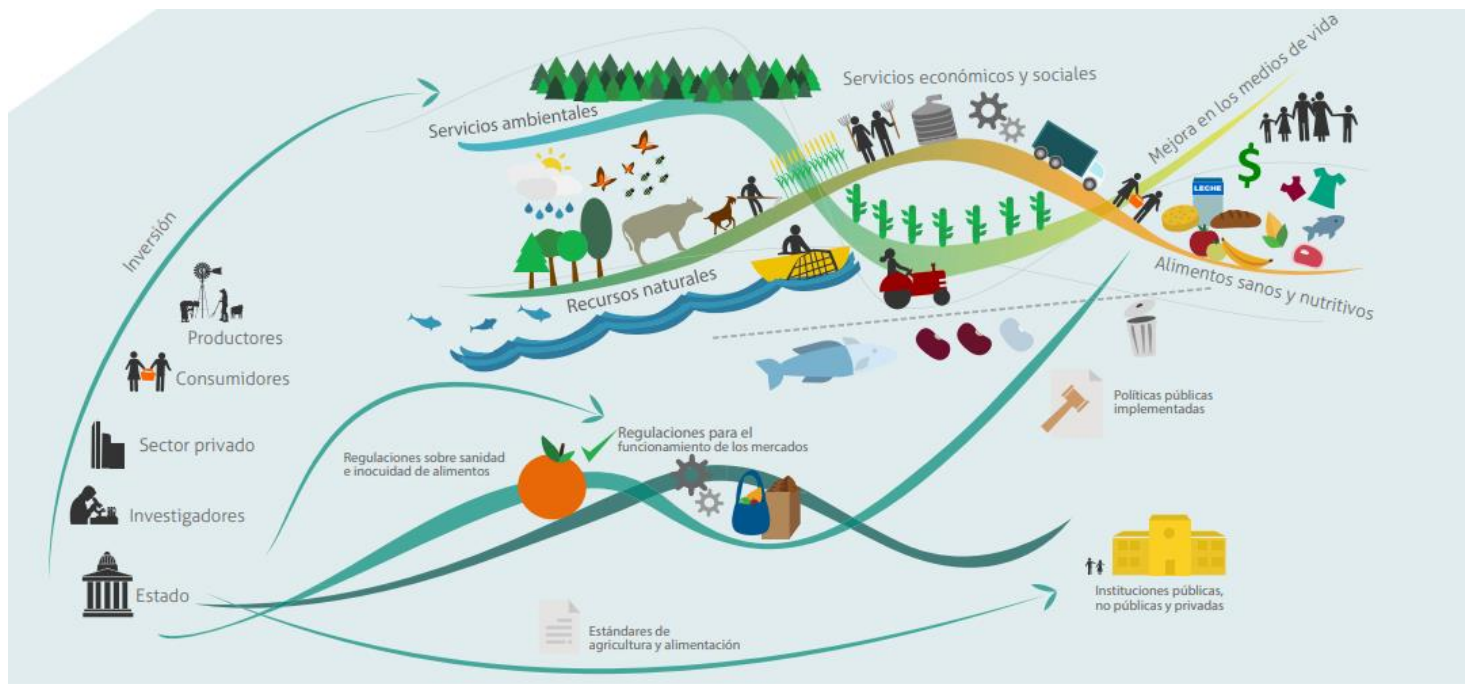 Servicios económicos y sociales
Mejora en los medios de vida
Servicios ambientales
LECHE
$
Inversión
Recursos naturales
Alimentos sanos y nutritivos
Productores
Consumidores
Políticas públicas
implementadas
Sector privado
Regulaciones para el
funcionamiento de los mercados
Regulaciones sobre sanidad
e inocuidad de alimentos
Investigadores
Estado
Instituciones públicas,
no públicas y privadas
Estándares de
agricultura y alimentación